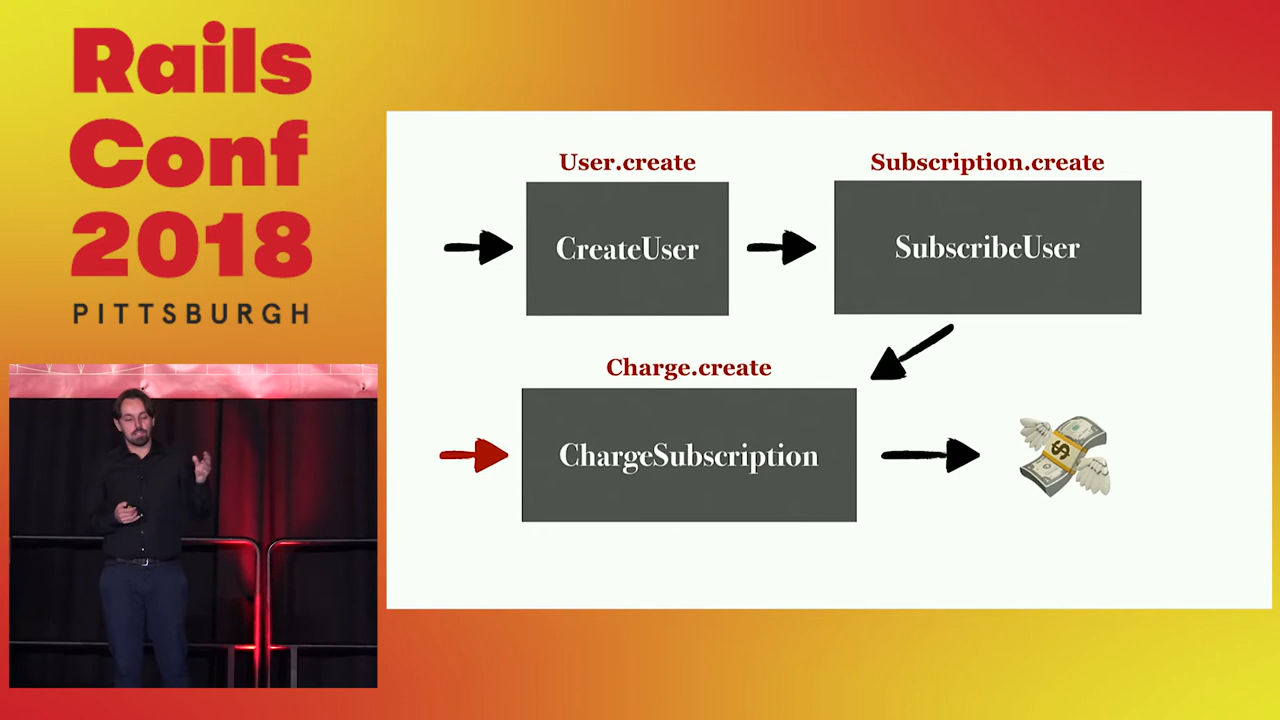 Rails
Conf
2018
PITTSBURGH
User.create
Subscription.create
CreateUser
SubscribeUser
Charge.create
ChargeSubscription
$